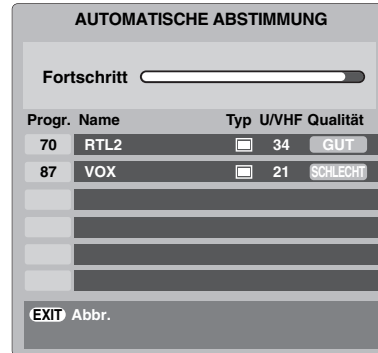 AUTOMATISCHE ABSTIMMUNG
Fortschritt
Progr. Name Typ U/VHF Qualität
70 RTL2 34 GUT
87 VOX 21 SCHLECHT
EXIT Abbr.